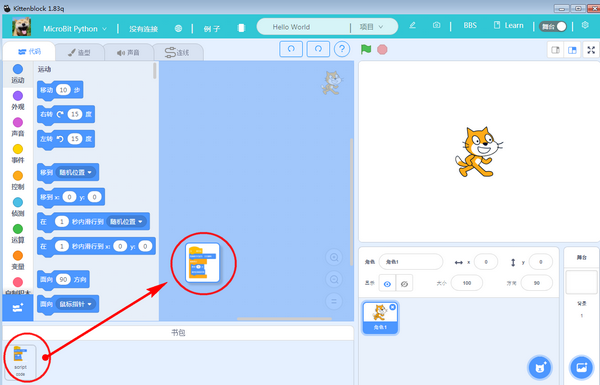 Kittenblock 1.83q
MicroBit Python
没有连接
例子
Hello World
项目
BBS
Learn
舞台
代码
造型
声音
连线
?
运动
外观
声音
事件
控制
侦测
运算
变量
自制积木
运动
移动 10 步
右转 15 度
左转 15 度
移到 随机位置
移到 x: 0 y: 0
在 1 秒内滑行到 随机位置
在 1 秒内滑行到 x: 0 y: 0
面向 90 方向
面向 鼠标指针
角色 角色1 x 0 y 0
显示 大小 100 方向 90
角色1
舞台
背景
1
书包
script
code